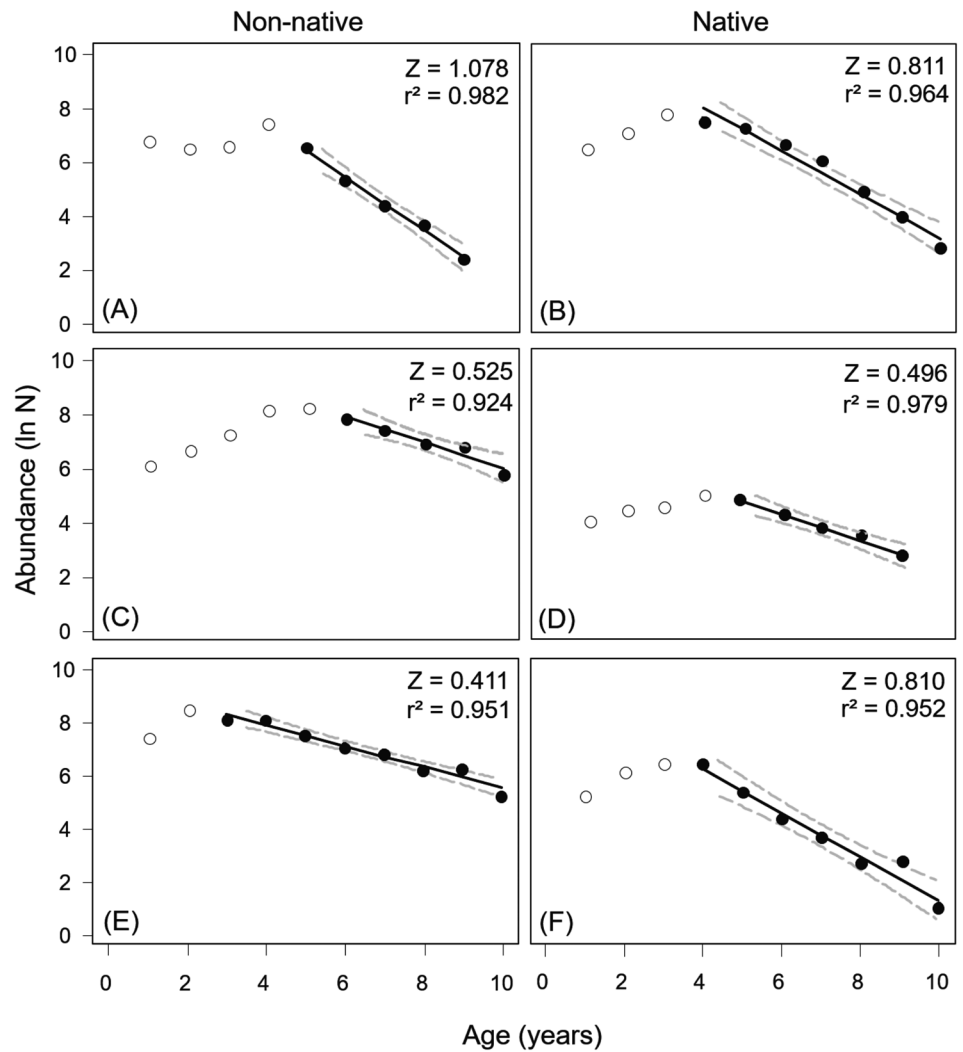 Non-native
Native
10
8
6
4
2
0
Z = 1.078
r² = 0.982
(A)
Z = 0.811
r² = 0.964
(B)
Abundance (ln N)
10
8
6
4
2
0
Z = 0.525
r² = 0.924
(C)
Z = 0.496
r² = 0.979
(D)
10
8
6
4
2
0
Z = 0.411
r² = 0.951
(E)
Z = 0.810
r² = 0.952
(F)
0 2 4 6 8 10
0 2 4 6 8 10
Age (years)